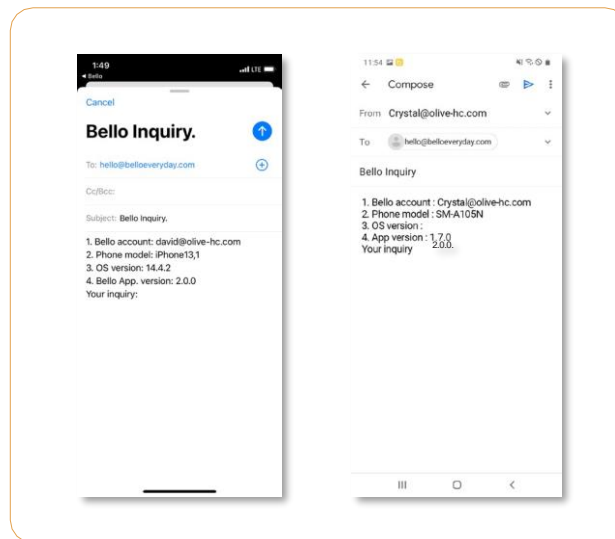 1:49
LTE
Bello
Cancel
Bello Inquiry.
To: hello@belloeveryday.com
Cc/Bcc:
Subject: Bello Inquiry.
1. Bello account: david@olive-hc.com
2. Phone model: iPhone13,1
3. OS version: 14.4.2
4. Bello App. version: 2.0.0
Your inquiry:
11:54
Compose
From Crystal@olive-hc.com
To hello@belloeveryday.com
Bello Inquiry
1. Bello account : Crystal@olive-hc.com
2. Phone model : SM-A105N
3. OS version :
4. App version : 1.7.0
2.0.0.
Your inquiry